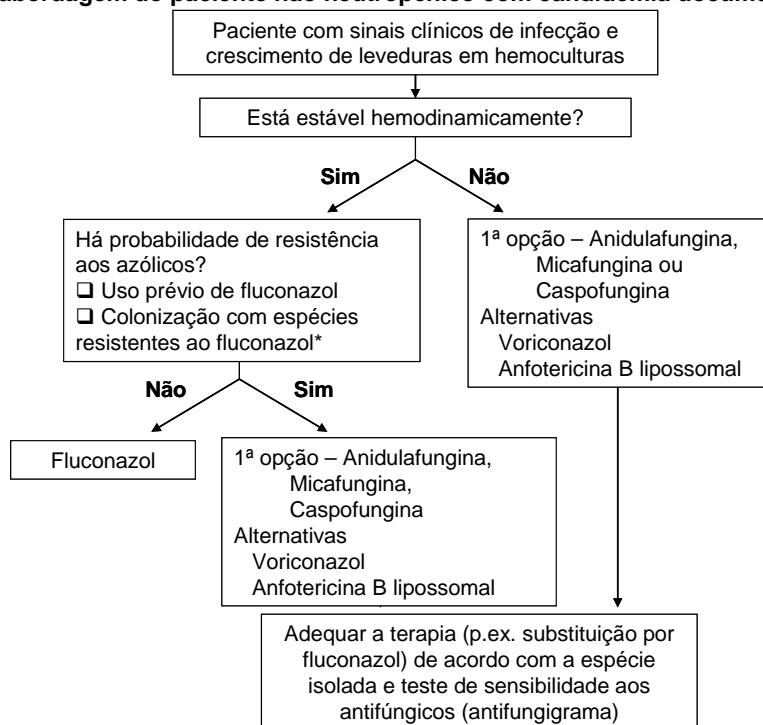 Paciente com sinais clínicos de infecção e
crescimento de leveduras em hemoculturas
Está estável hemodinamicamente?
Sim
Não
Há probabilidade de resistência
aos azólicos?
❑ Uso prévio de fluconazol
❑ Colonização com espécies
resistentes ao fluconazol*
1ª opção – Anidulafungina,
Micafungina ou
Caspofungina
Alternativas
Voriconazol
Anfotericina B lipossomal
Não
Sim
Fluconazol
1ª opção – Anidulafungina,
Micafungina,
Caspofungina
Alternativas
Voriconazol
Anfotericina B lipossomal
Adequar a terapia (p.ex. substituição por
fluconazol) de acordo com a espécie
isolada e teste de sensibilidade aos
antifúngicos (antifungigrama)